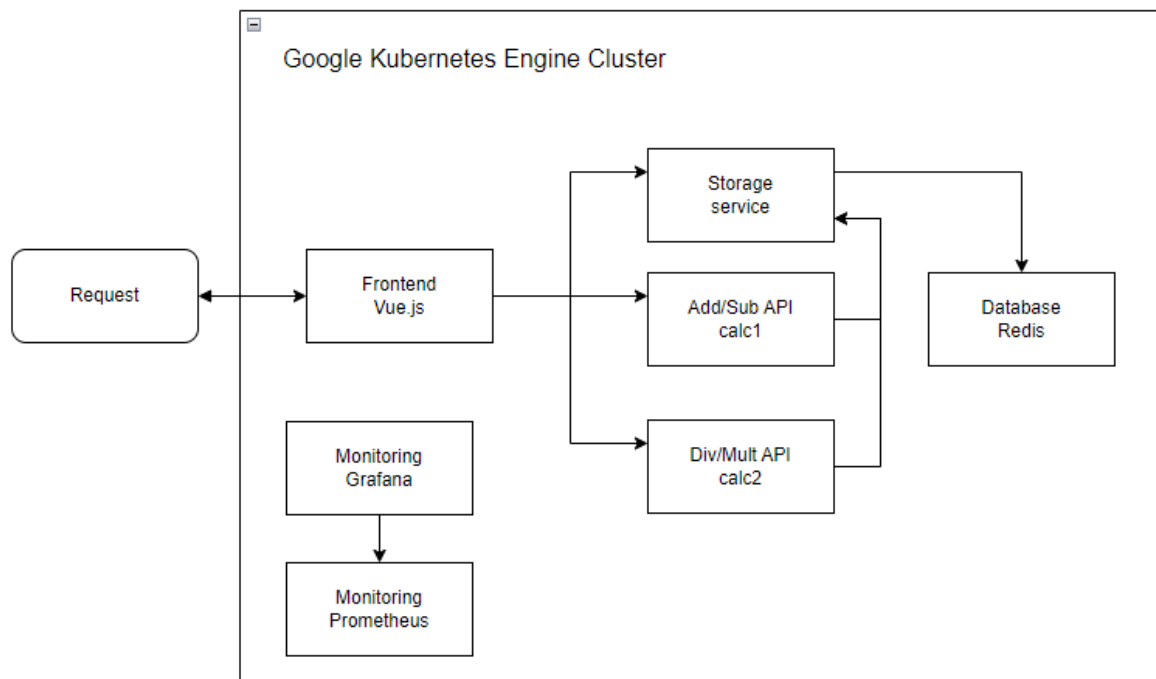 Google Kubernetes Engine Cluster
Storage
service
Request
Frontend
Vue.js
Add/Sub API
calc1
Database
Redis
Monitoring
Grafana
Div/Mult API
calc2
Monitoring
Prometheus